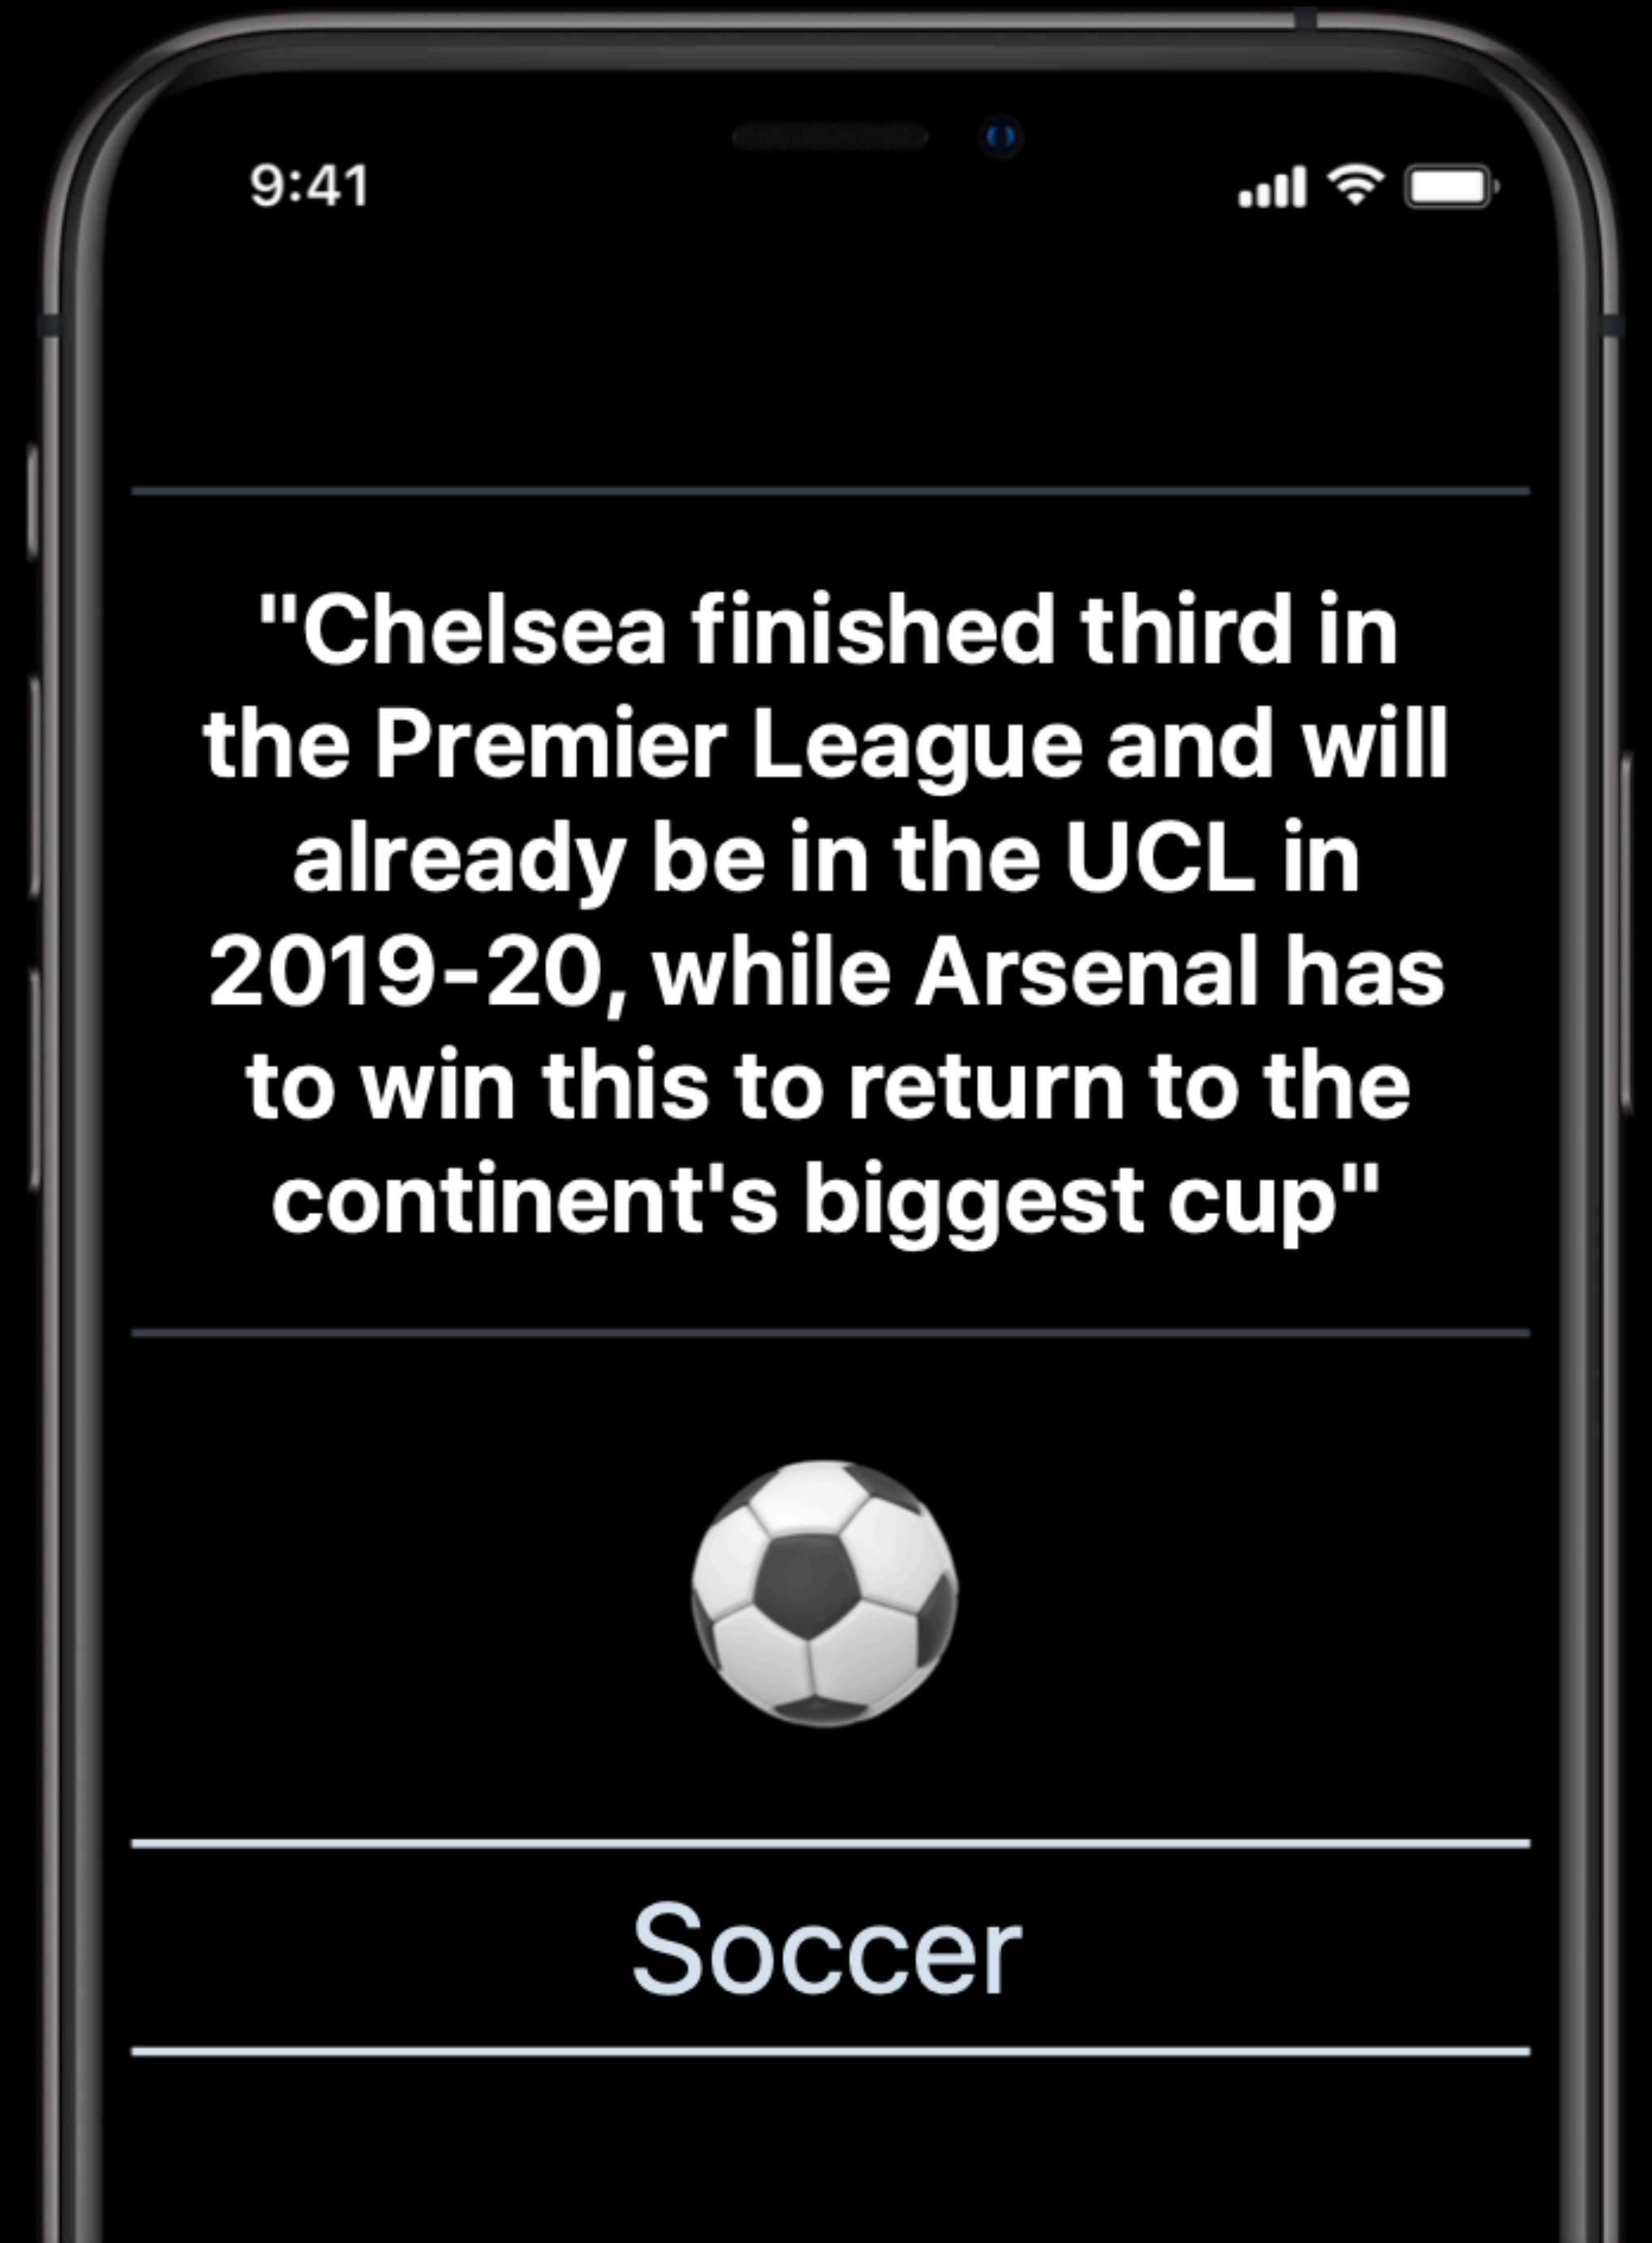 9:41
"Chelsea finished third in
the Premier League and will
already be in the UCL in
2019-20, while Arsenal has
to win this to return to the
continent's biggest cup"
Soccer